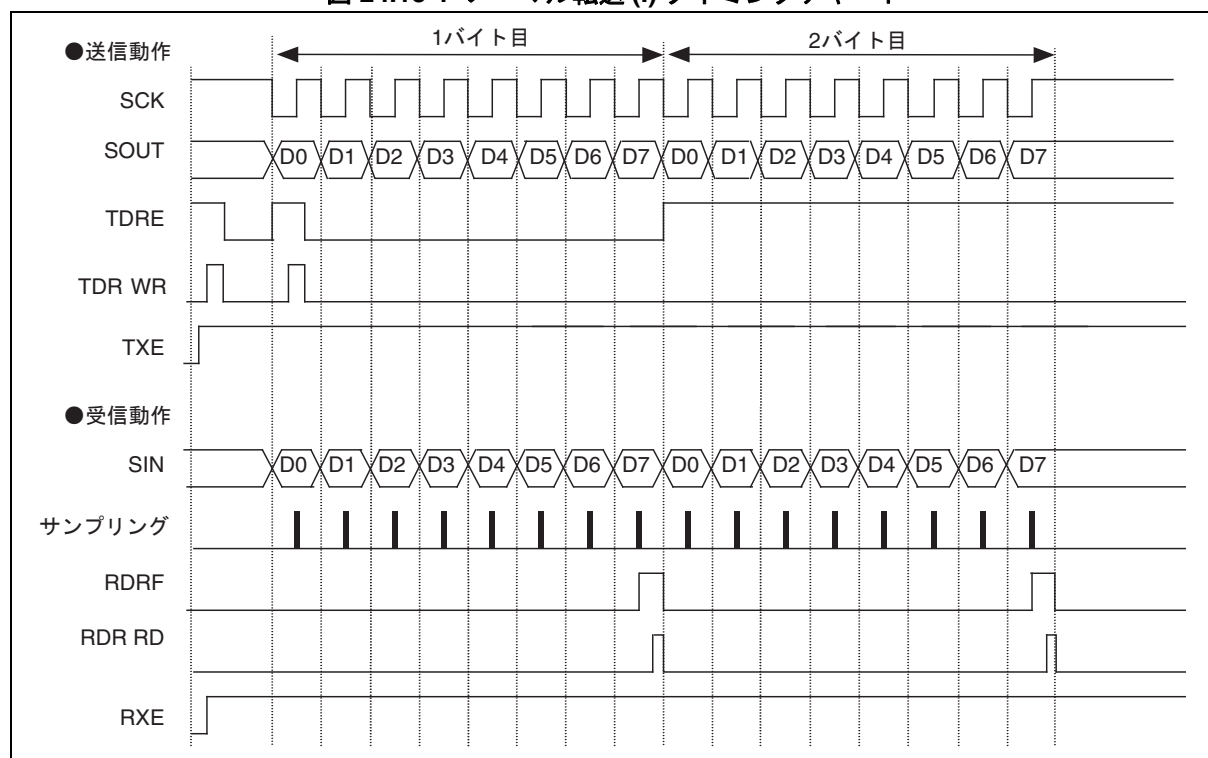 ●送信動作
1バイト目 2バイト目
SCK
SOUT D0 D1 D2 D3 D4 D5 D6 D7 D0 D1 D2 D3 D4 D5 D6 D7
TDRE
TDR WR
TXE
●受信動作
SIN D0 D1 D2 D3 D4 D5 D6 D7 D0 D1 D2 D3 D4 D5 D6 D7
サンプリング
RDRF
RDR RD
RXE